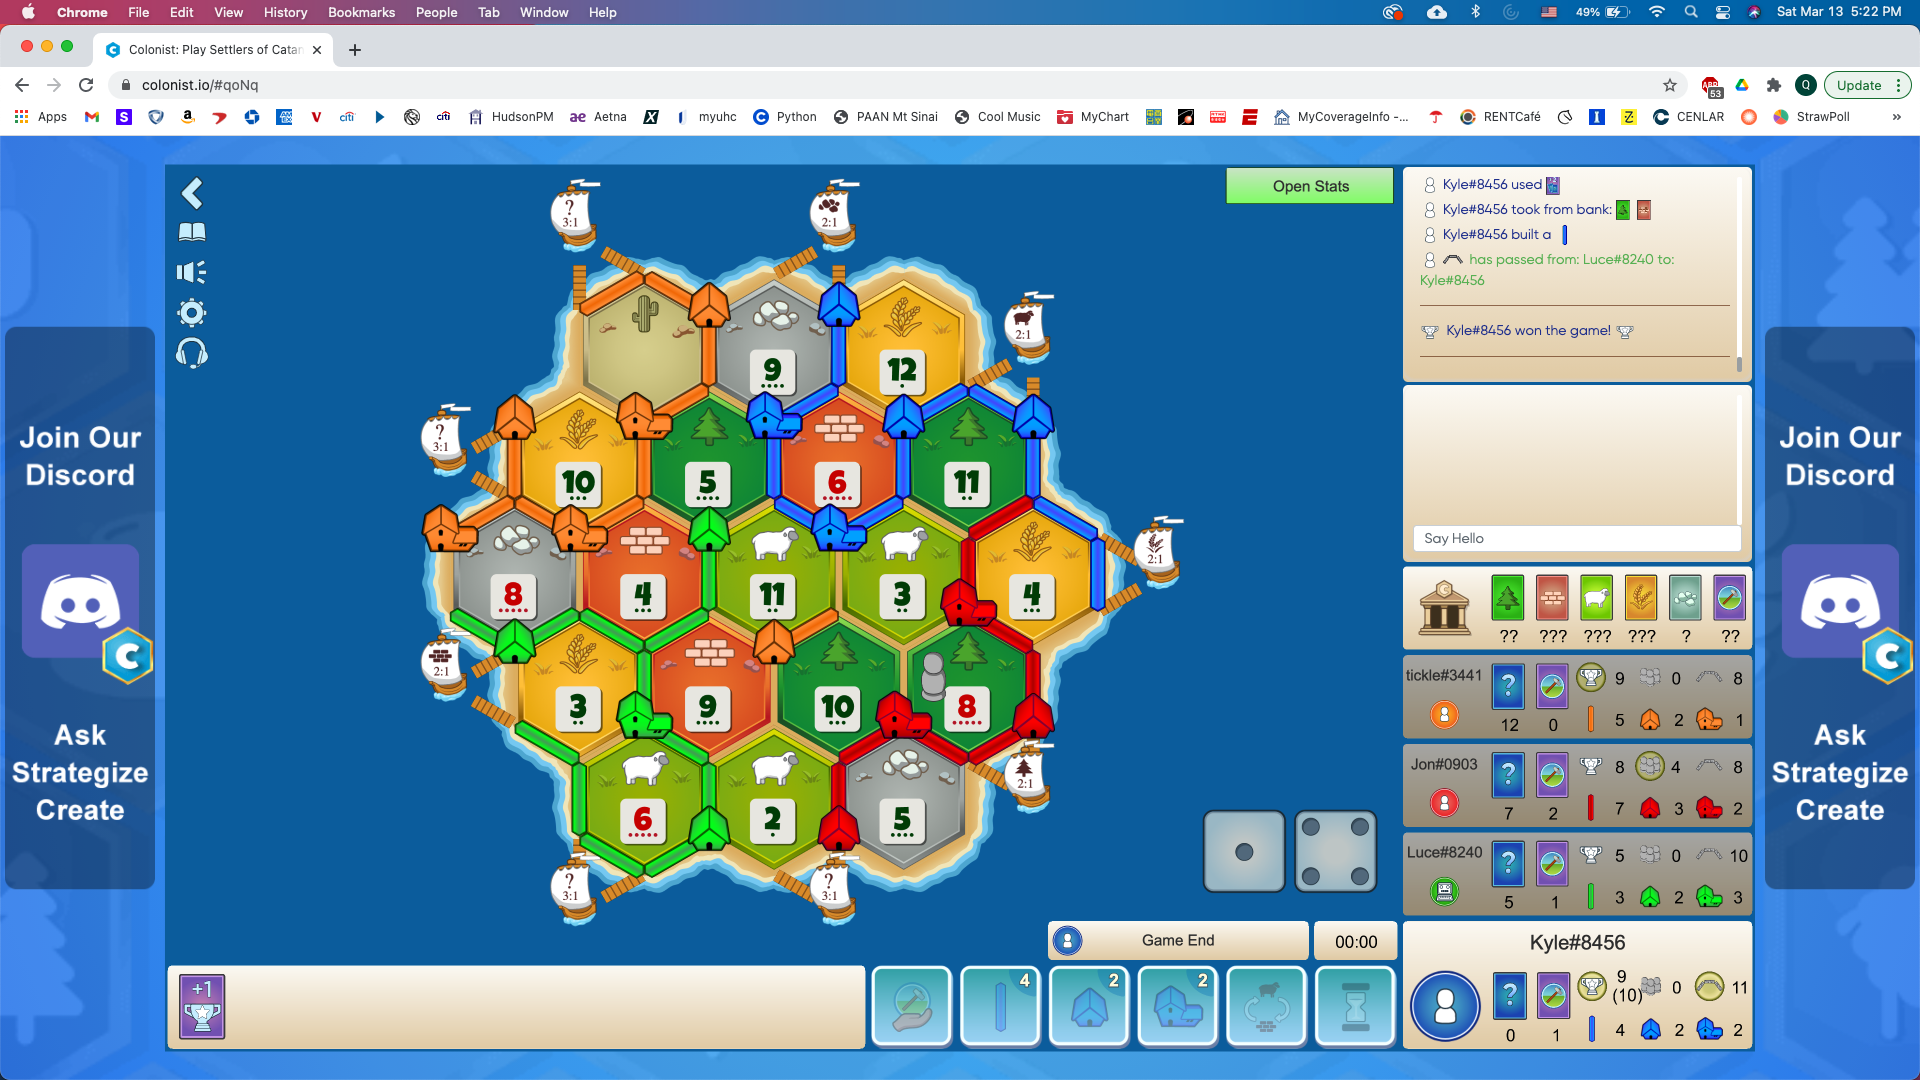 Chrome File Edit View History Bookmarks People Tab Window Help 49% Sat Mar 13 5:22 PM
Colonist: Play Settlers of Catan
colonist.io/#qoNq 53 Q Update
Apps citi citi HudsonPM ae Aetna myuhc Python PAAN Mt Sinai Cool Music MyChart MyCoverageInfo -... RENTCafé CENLAR StrawPoll »
Open Stats
Kyle#8456 used
Kyle#8456 took from bank:
Kyle#8456 built a
has passed from: Luce#8240 to:
Kyle#8456
Kyle#8456 won the game!
Say Hello
Join Our
Discord
Ask
Strategize
Create
Join Our
Discord
Ask
Strategize
Create
?
3:1
2:1
2:1
9 12
?
3:1
10 5 6 11
2:1
8 4 11 3 4
2:1
3 9 10 8
2:1
6 2 5
?
3:1
?
3:1
?? ??? ??? ??? ? ??
tickle#3441 ? 9 0 8
12 0 5 2 1
Jon#0903 ? 8 4 8
7 2 7 3 2
Luce#8240 ? 5 0 10
5 1 3 2 3
Game End 00:00
Kyle#8456
? 9 (10) 0 11
0 1 4 2 2
+1
4 2 2